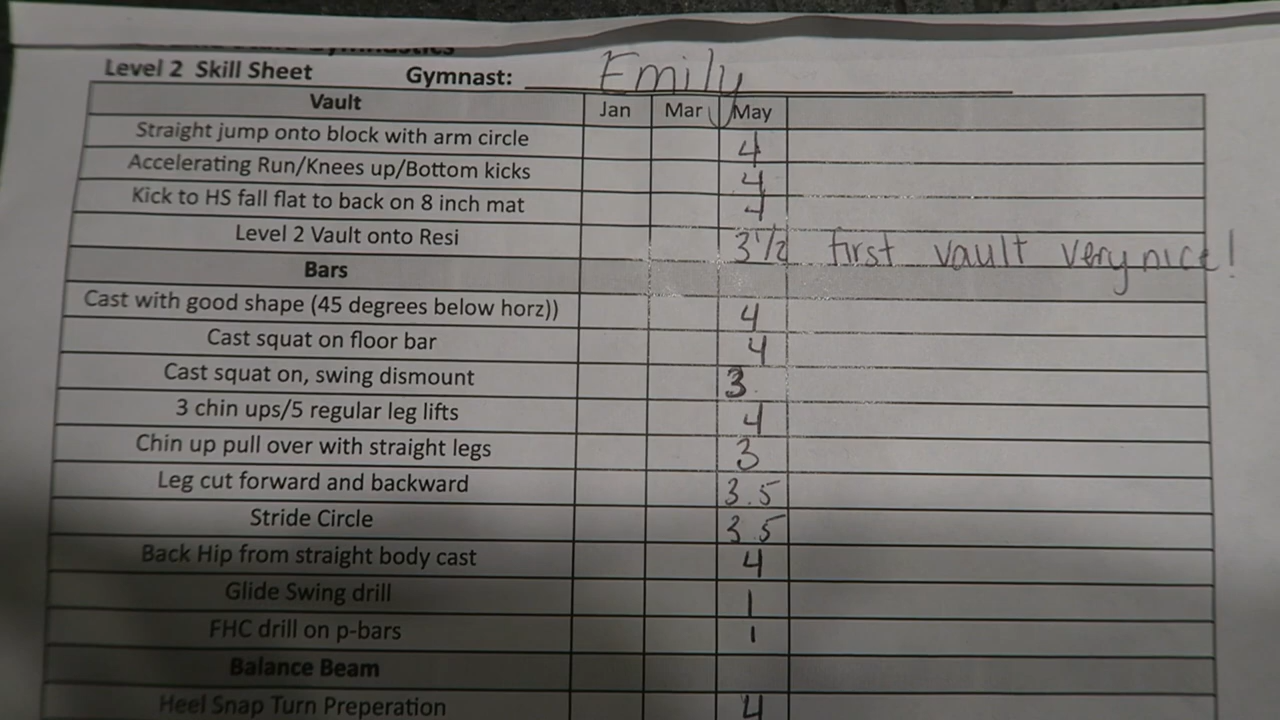 Level 2 Skill Sheet Gymnast: Emily
Vault Jan Mar May
Straight jump onto block with arm circle 4
Accelerating Run/Knees up/Bottom kicks 4
Kick to HS fall flat to back on 8 inch mat 4
Level 2 Vault onto Resi 3 1/2 first vault very nice!
Bars
Cast with good shape (45 degrees below horz)) 4
Cast squat on floor bar 4
Cast squat on, swing dismount 3
3 chin ups/5 regular leg lifts 4
Chin up pull over with straight legs 3
Leg cut forward and backward 3.5
Stride Circle 3.5
Back Hip from straight body cast 4
Glide Swing drill 1
FHC drill on p-bars 1
Balance Beam
Heel Snap Turn Preperation 4